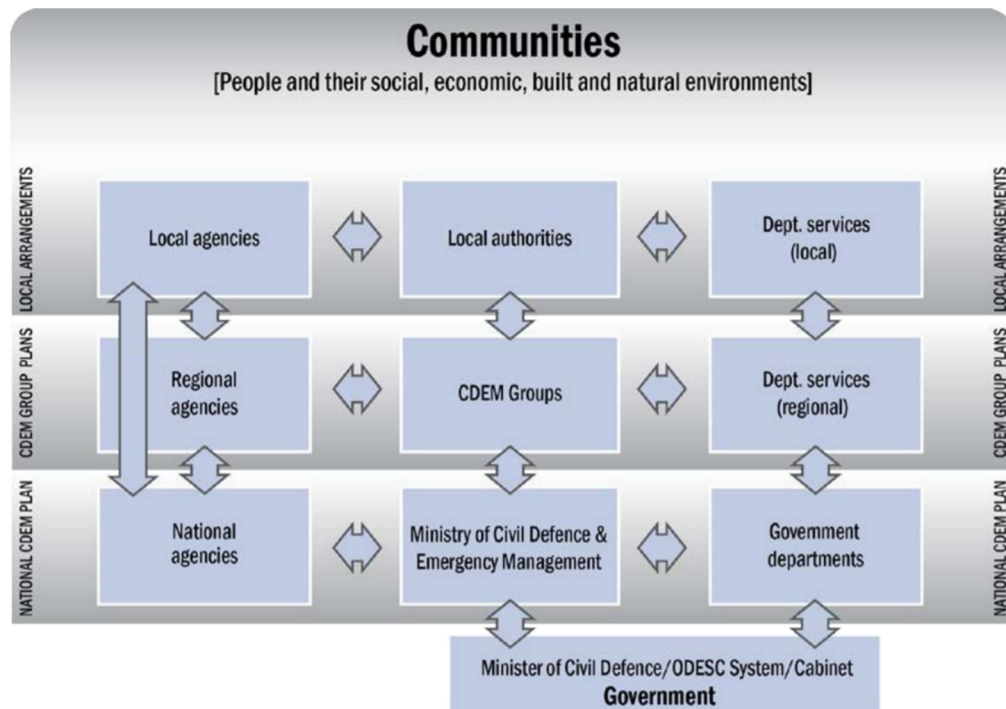 Communities
[People and their social, economic, built and natural environments]
LOCAL ARRANGEMENTS
Local agencies
Local authorities
Dept. services
(local)
LOCAL ARRANGEMENTS
CDEM GROUP PLANS
Regional
agencies
CDEM Groups
Dept. services
(regional)
CDEM GROUP PLANS
NATIONAL CDEM PLAN
National
agencies
Ministry of Civil Defence &
Emergency Management
Government
departments
NATIONAL CDEM PLAN
Minister of Civil Defence/ODESC System/Cabinet
Government